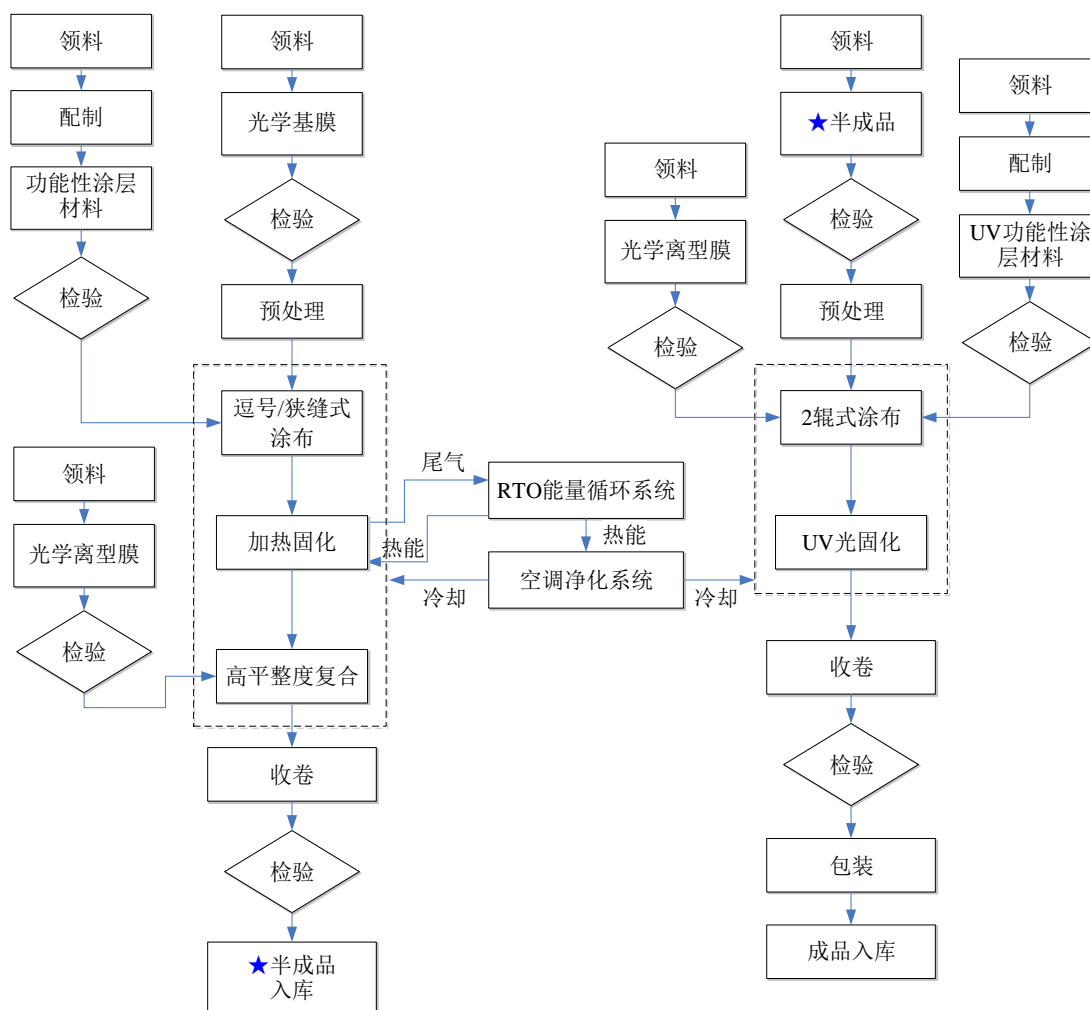 领料
配制
功能性涂层
材料
检验
领料
光学基膜
检验
预处理
逗号/狭缝式
涂布
加热固化
高平整度复合
收卷
检验
★半成品
入库
领料
光学离型膜
检验
尾气
RTO能量循环系统
热能
热能
空调净化系统
冷却
冷却
领料
光学离型膜
检验
领料
★半成品
检验
预处理
2辊式涂布
UV光固化
收卷
检验
包装
成品入库
领料
配制
UV功能性涂
层材料
检验